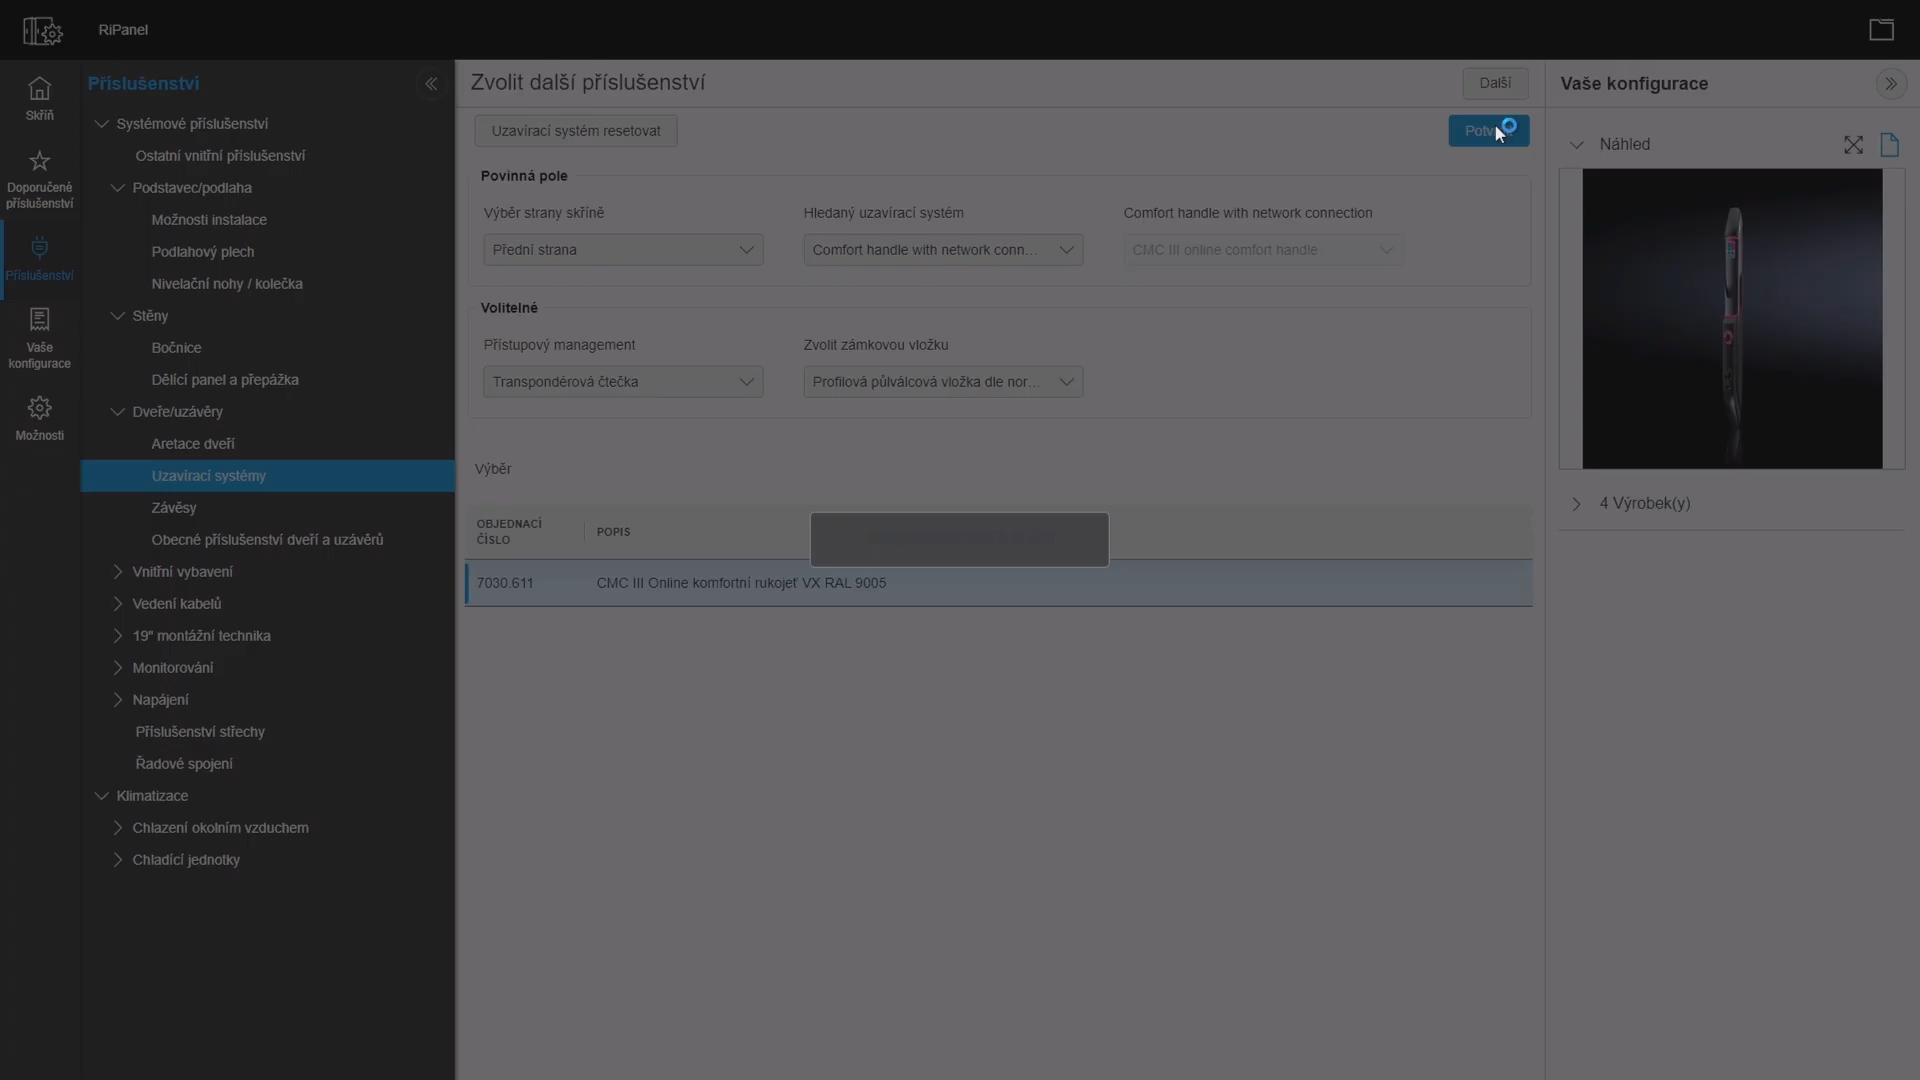 RiPanel
Skříň
Doporučené
příslušenství
Příslušenství
Vaše
konfigurace
Možnosti
Příslušenství
Systémové příslušenství
Ostatní vnitřní příslušenství
Podstavec/podlaha
Možnosti instalace
Podlahový plech
Nivelační nohy / kolečka
Stěny
Bočnice
Dělící panel a přepážka
Dveře/uzávěry
Aretace dveří
Uzavírací systémy
Závěsy
Obecné příslušenství dveří a uzávěrů
Vnitřní vybavení
Vedení kabelů
19" montážní technika
Monitorování
Napájení
Příslušenství střechy
Řadové spojení
Klimatizace
Chlazení okolním vzduchem
Chladící jednotky
Zvolit další příslušenství
Další
Uzavírací systém resetovat
Povinná pole
Výběr strany skříně
Hledaný uzavírací systém
Comfort handle with network connection
Přední strana
Comfort handle with network conn...
CMC III online comfort handle
Volitelné
Přístupový management
Zvolit zámkovou vložku
Transpondérová čtečka
Profilová půlválcová vložka dle nor...
Výběr
OBJEDNACÍ
ČÍSLO
POPIS
7030.611
CMC III Online komfortní rukojeť VX RAL 9005
Vaše konfigurace
Náhled
4 Výrobek(y)